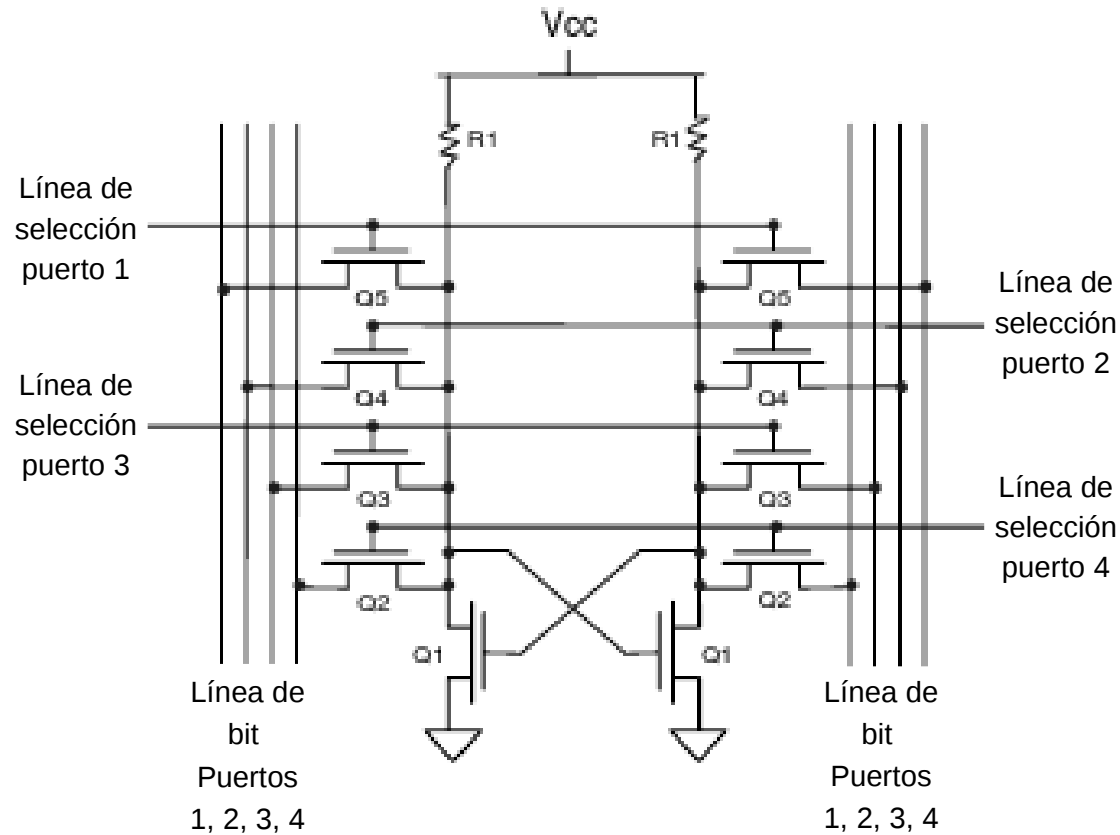 Vcc
R1
R1
Línea de
selección
puerto 1
Q5
Q5
Línea de
selección
puerto 2
Q4
Q4
Línea de
selección
puerto 3
Q3
Q3
Línea de
selección
puerto 4
Q2
Q2
Q1
Q1
Línea de
bit
Puertos
1, 2, 3, 4
Línea de
bit
Puertos
1, 2, 3, 4